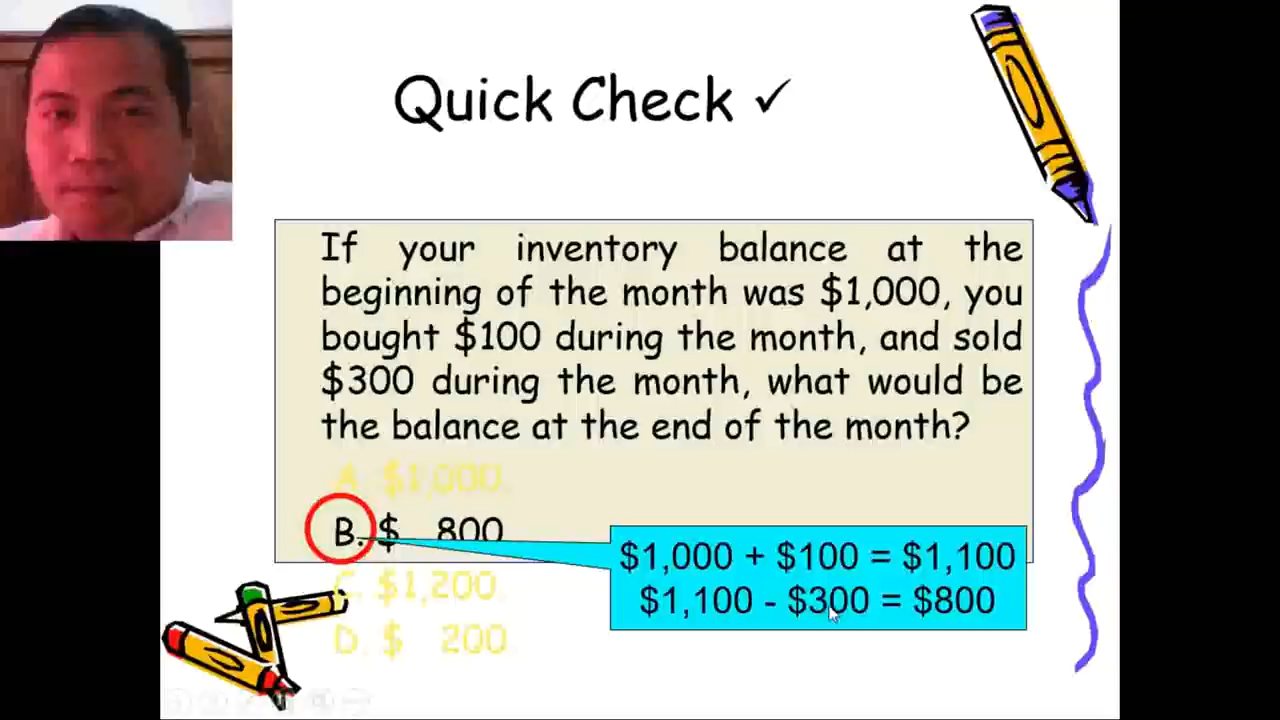 Quick Check ✓
If your inventory balance at the
beginning of the month was $1,000, you
bought $100 during the month, and sold
$300 during the month, what would be
the balance at the end of the month?
A. $1,000.
B. $ 800
C. $1,200.
D. $ 200
$1,000 + $100 = $1,100
$1,100 - $300 = $800